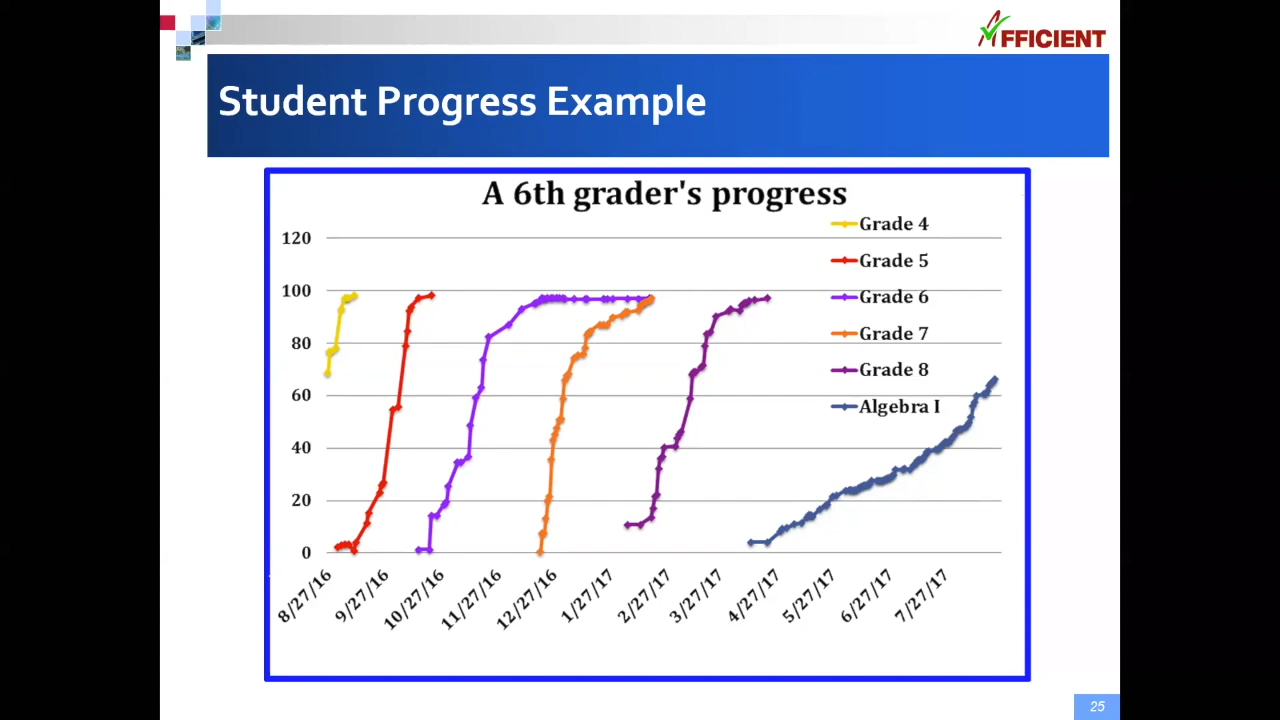 AFFICIENT
Student Progress Example
A 6th grader's progress
Grade 4
Grade 5
Grade 6
Grade 7
Grade 8
Algebra I
120
100
80
60
40
20
0
8/27/16
9/27/16
10/27/16
11/27/16
12/27/16
1/27/17
2/27/17
3/27/17
4/27/17
5/27/17
6/27/17
7/27/17
25